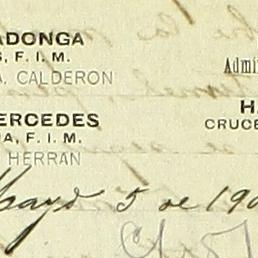 ADONGA
S, F. I. M.
A. CALDERON
Admi
ERCEDES
A, F. I. M.
HERRAN
H
CRUCE
Mayo 5 de 190